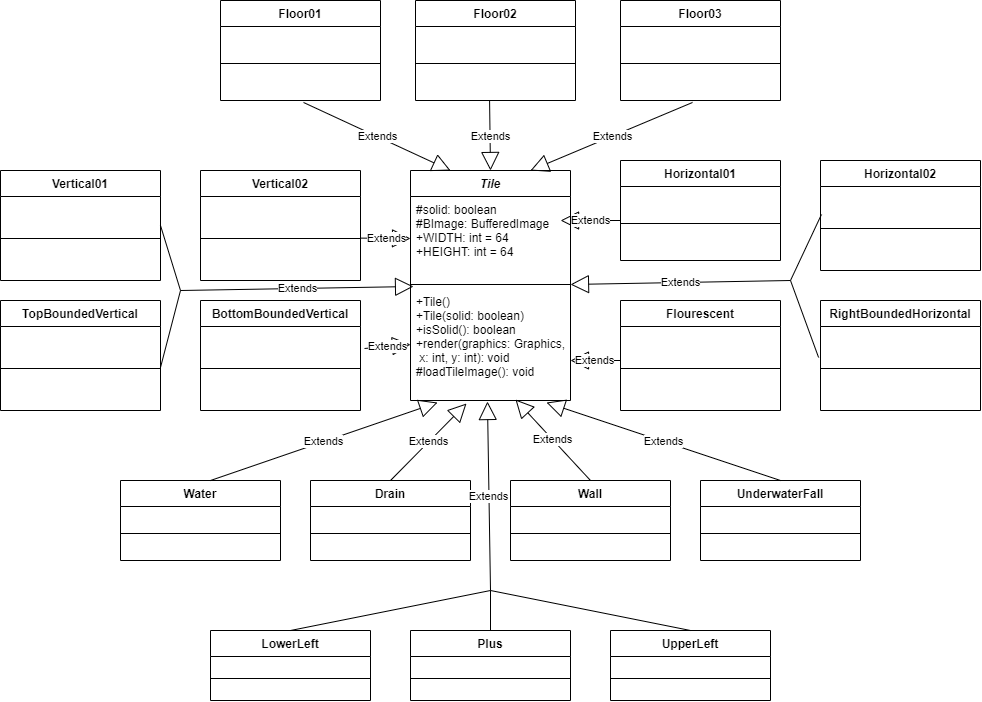 Floor01
Floor02
Floor03
Extends
Extends
Extends
Vertical01
Vertical02
Tile
#solid: boolean
#BImage: BufferedImage
+WIDTH: int = 64
+HEIGHT: int = 64
+Tile()
+Tile(solid: boolean)
+isSolid(): boolean
+render(graphics: Graphics,
x: int, y: int): void
#loadTileImage(): void
Horizontal01
Horizontal02
Extends
Extends
Extends
Extends
TopBoundedVertical
BottomBoundedVertical
Flourescent
RightBoundedHorizontal
Extends
Extends
Extends
Extends
Extends
Extends
Water
Drain
Extends
Wall
UnderwaterFall
LowerLeft
Plus
UpperLeft